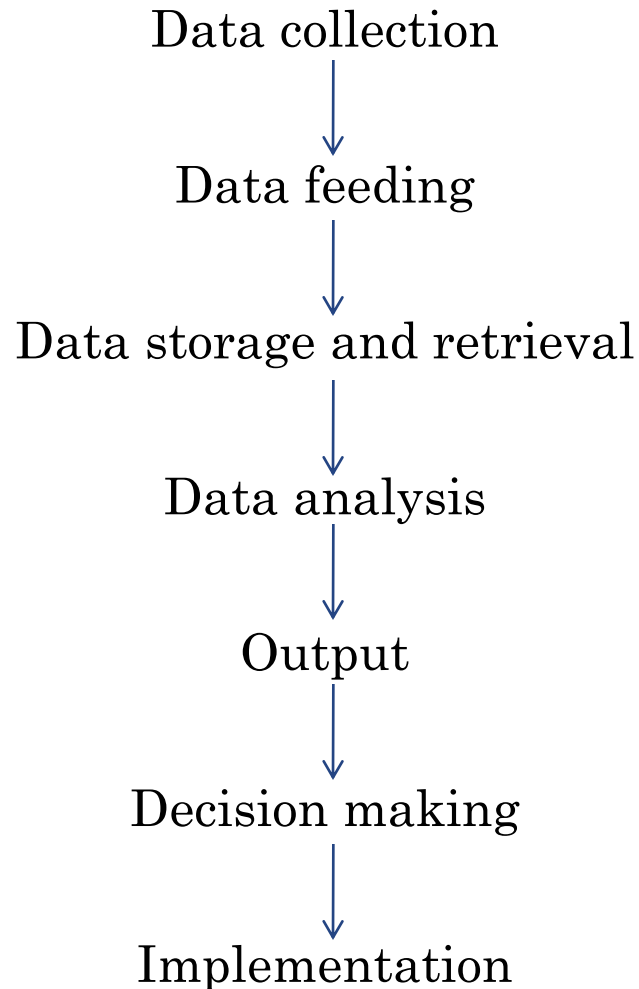 Data collection
Data feeding
Data storage and retrieval
Data analysis
Output
Decision making
Implementation